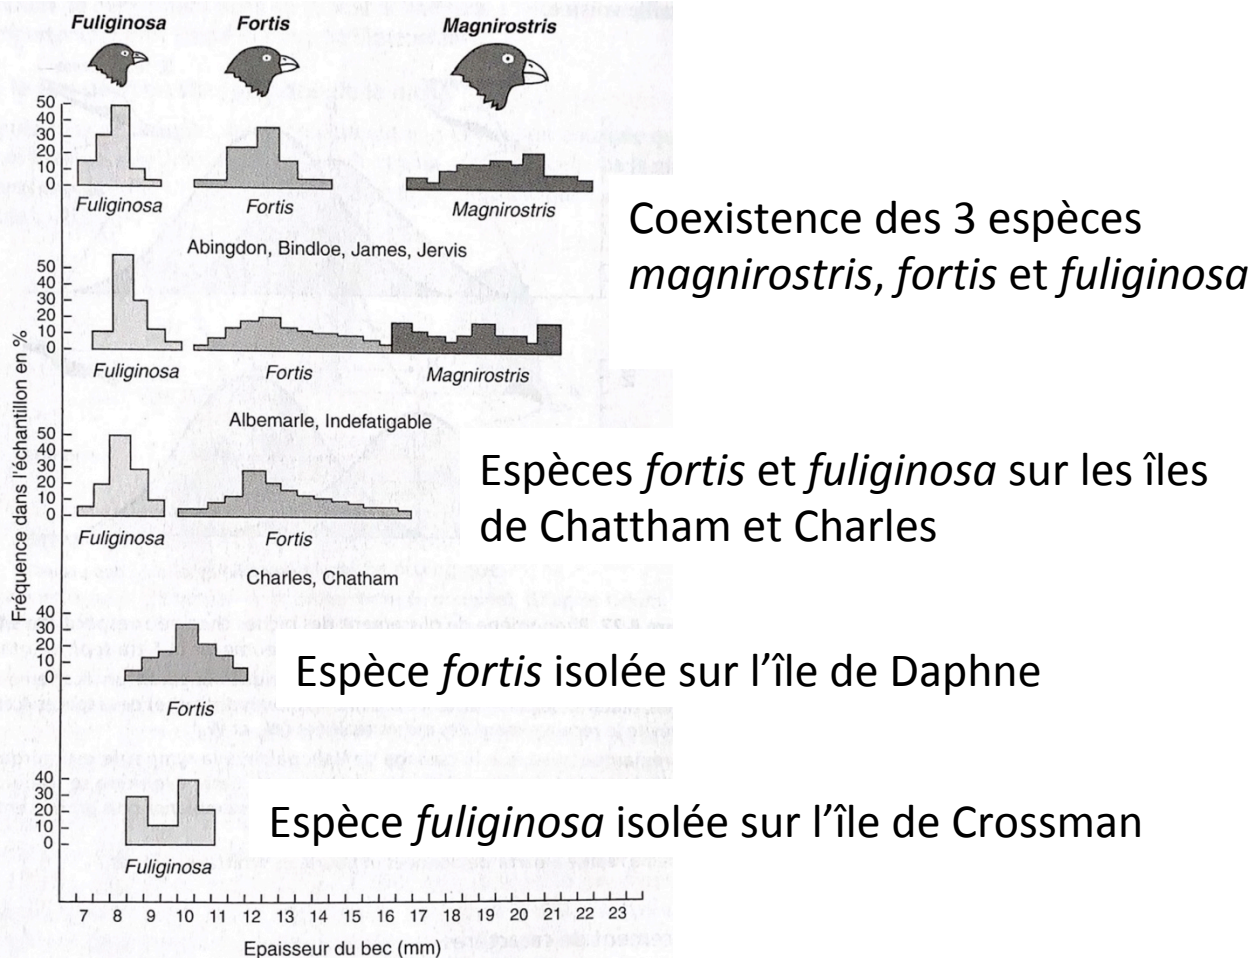 Fuliginosa Fortis Magnirostris
50
40
30
20
10
0
Fuliginosa Fortis Magnirostris
Abingdon, Bindloe, James, Jervis
Coexistence des 3 espèces
magnirostris, fortis et fuliginosa
50
40
30
20
10
0
Fuliginosa Fortis Magnirostris
Albemarle, Indefatigable
50
40
30
20
10
0
Fuliginosa Fortis
Charles, Chatham
Espèces fortis et fuliginosa sur les îles
de Chattham et Charles
Fréquence dans l'échantillon en %
40
30
20
10
0
Fortis
Espèce fortis isolée sur l’île de Daphne
40
30
20
10
0
Fuliginosa
Espèce fuliginosa isolée sur l’île de Crossman
7 8 9 10 11 12 13 14 15 16 17 18 19 20 21 22 23
Epaisseur du bec (mm)